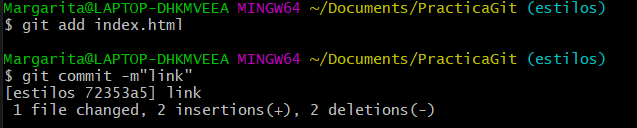 Margarita@LAPTOP-DHKMVEEA MINGW64 ~/Documents/PracticaGit (estilos)
$ git add index.html
Margarita@LAPTOP-DHKMVEEA MINGW64 ~/Documents/PracticaGit (estilos)
$ git commit -m"link"
[estilos 72353a5] link
 1 file changed, 2 insertions(+), 2 deletions(-)